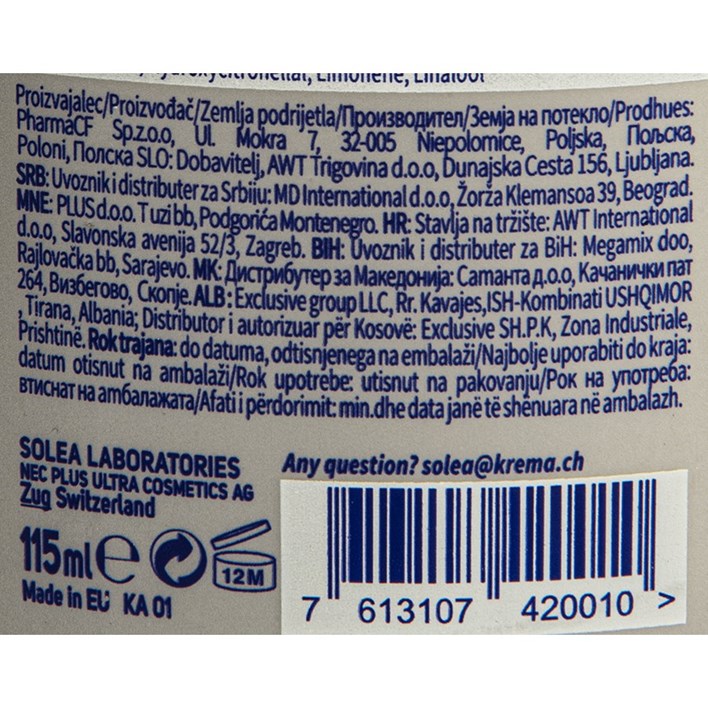 Hydroxycitronellal, Limonene, Linalool
Proizvajalec/Proizvođač/Zemlja podrijetla/Производител/Земја на потекло/Prodhues:
PharmaCF Sp.z.o.o, Ul. Mokra 7, 32-005 Niepolomice, Poljska, Полска,
Poloni, Полска SLO: Dobavitelj, AWT Trigovina d.o.o, Dunajska Cesta 156, Ljubljana.
SRB: Uvoznik i distributer za Srbiju: MD International d.o.o, Žorža Klemansoa 39, Beograd.
MNE: PLUS d.o.o. Tuzi bb, Podgorića Montenegro. HR: Stavlja na tržište: AWT International
d.o.o, Slavonska avenija 52/3, Zagreb. BIH: Uvoznik i distributer za BiH: Megamix doo,
Rajlovačka bb, Sarajevo. MK: Дистрибутер за Македонија: Саманта д.о.о, Качанички пат
264, Визбегово, Скопје. ALB: Exclusive group LLC, Rr. Kavajes, ISH-Kombinati USHQIMOR
, Tirana, Albania; Distributor i autorizuar për Kosovë: Exclusive SH.P.K, Zona Industriale,
Prishtinë. Rok trajana: do datuma, odtisnjenega na embalaži/Najbolje uporabiti do kraja:
datum otisnut na ambalaži/Rok upotrebe: utisnut na pakovanju/Рок на употреба:
втиснат на амбалажата/Afati i përdorimit: min.dhe data janë të shënuara në ambalazh.
SOLEA LABORATORIES
NEC PLUS ULTRA COSMETICS AG
Zug Switzerland
Any question? solea@krema.ch
115ml e
12M
Made in EU KA 01
7 613107 420010 >